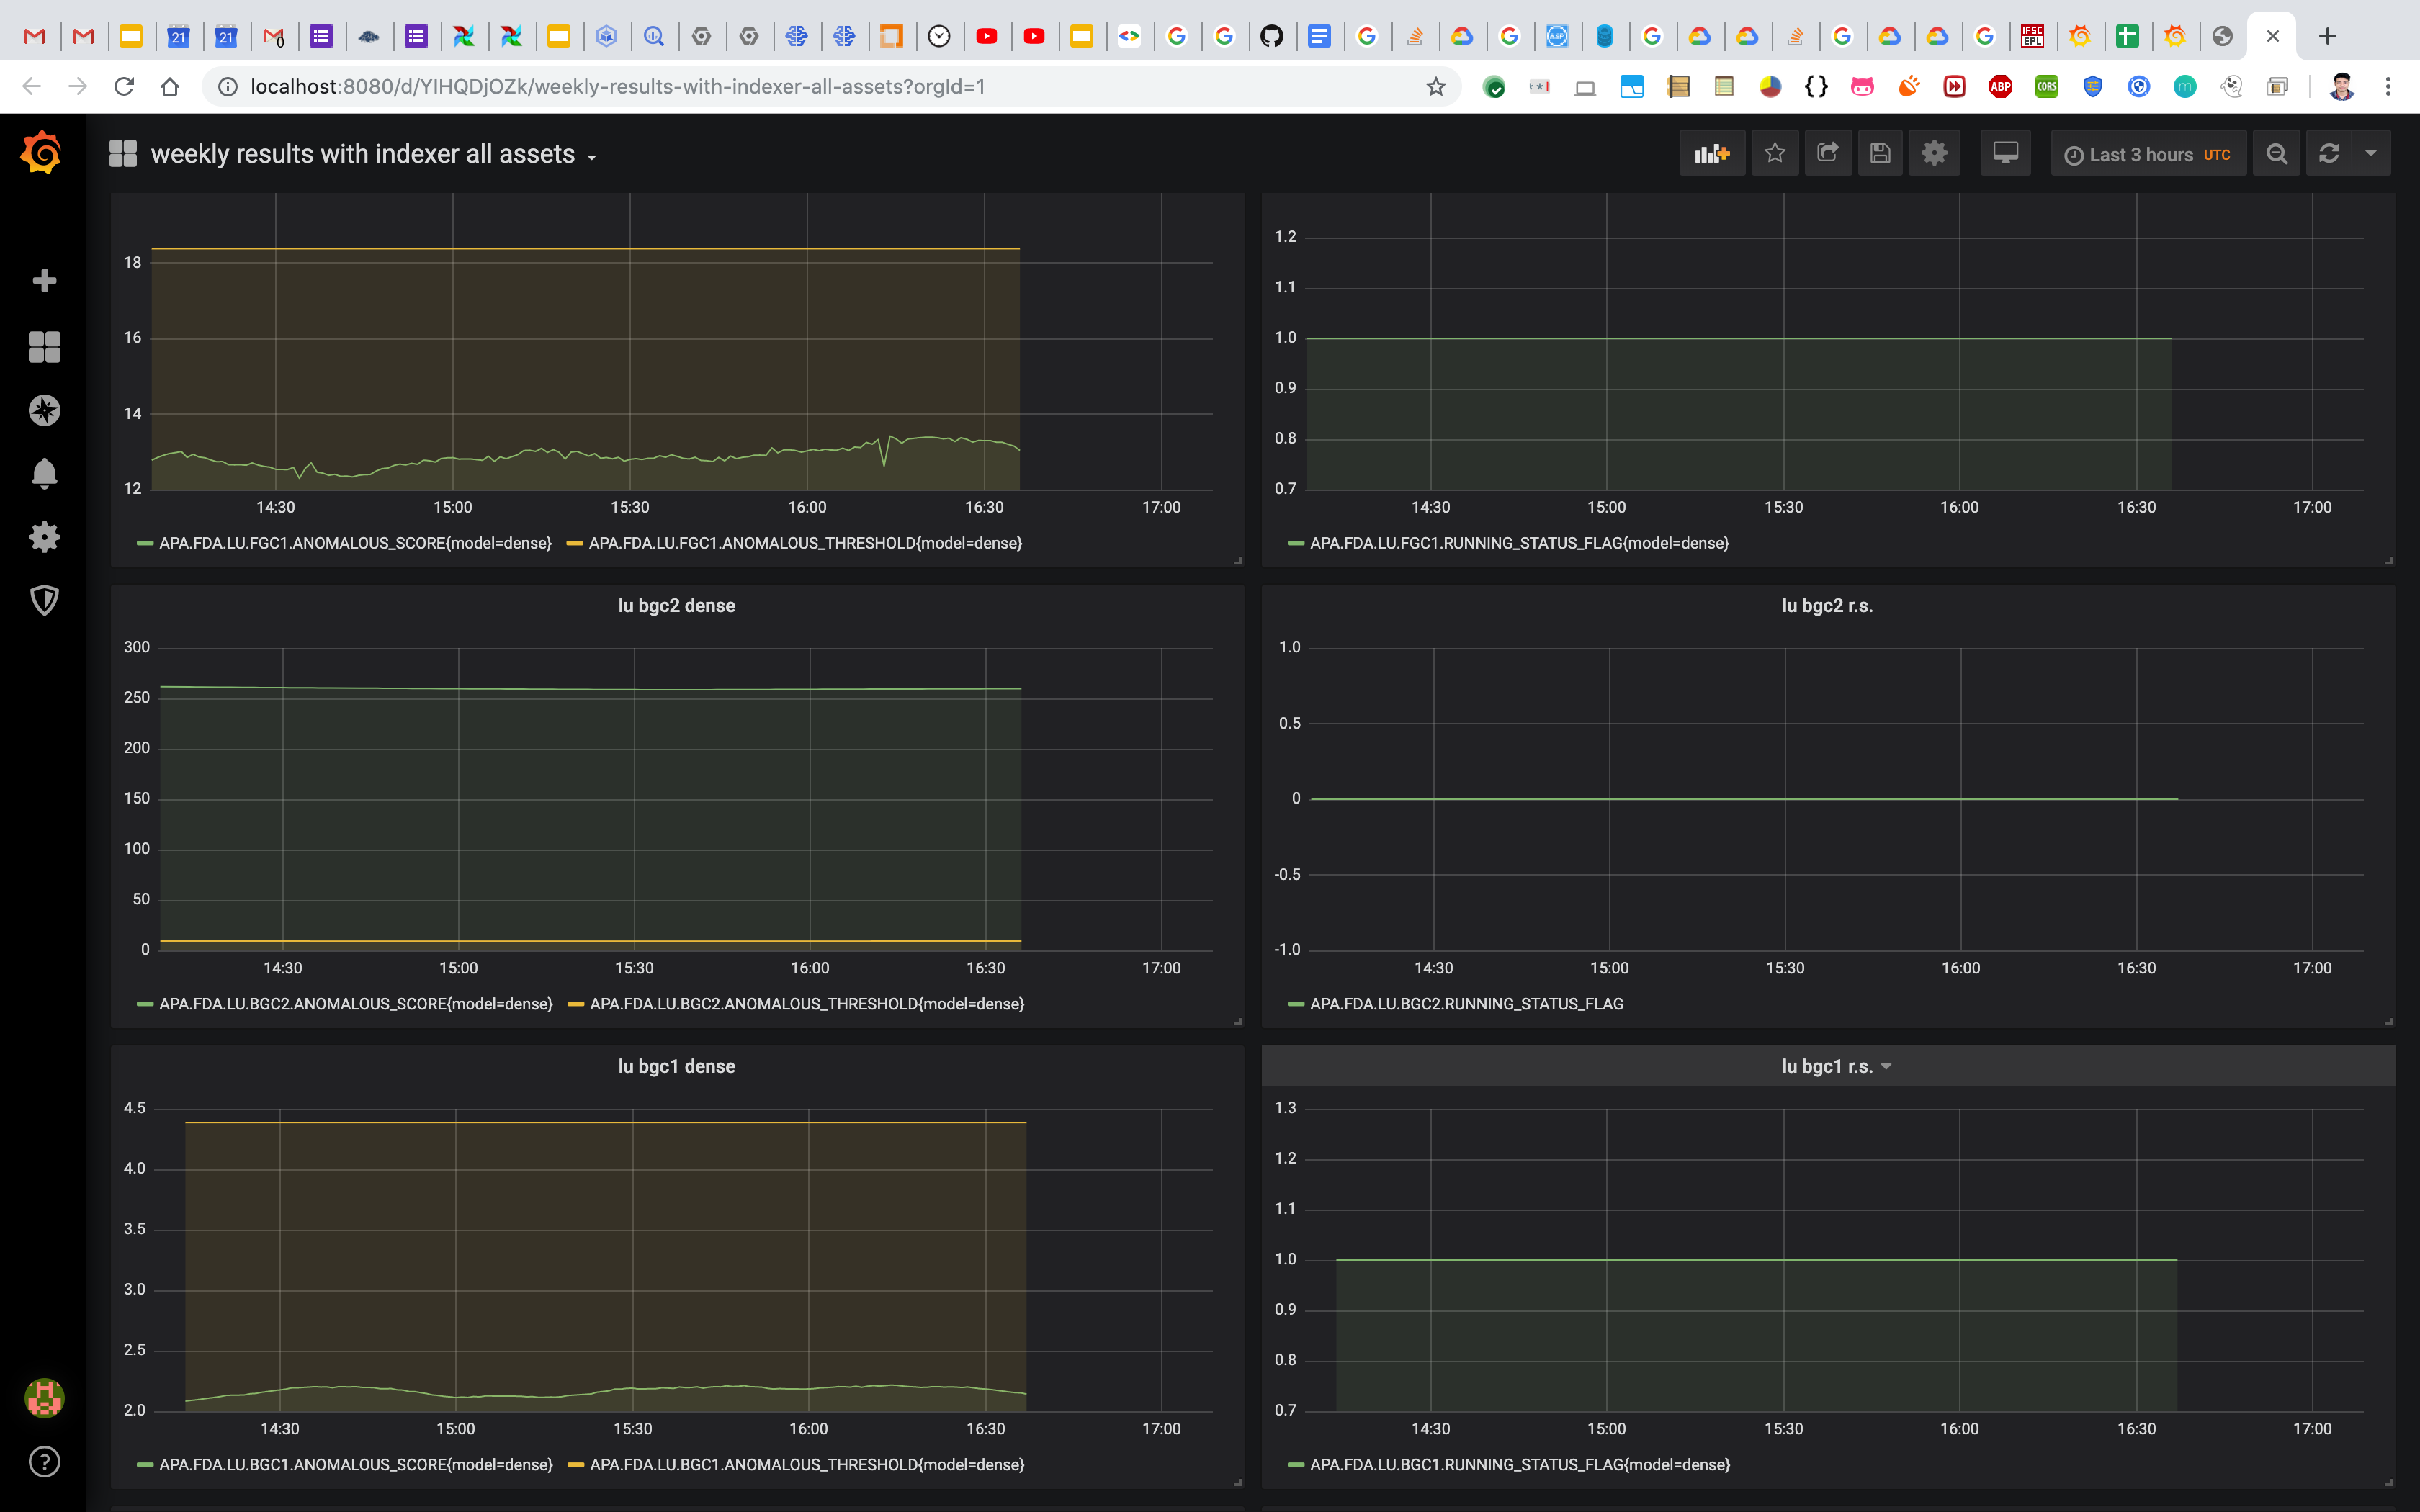 21
21
0
ASP
IFSC
EPL
localhost:8080/d/YIHQDjOZk/weekly-results-with-indexer-all-assets?orgId=1
**!
{}
ABP
CORS
m
weekly results with indexer all assets
Last 3 hours UTC
18
16
14
12
14:30 15:00 15:30 16:00 16:30 17:00
APA.FDA.LU.FGC1.ANOMALOUS_SCORE{model=dense} APA.FDA.LU.FGC1.ANOMALOUS_THRESHOLD{model=dense}
1.2
1.1
1.0
0.9
0.8
0.7
14:30 15:00 15:30 16:00 16:30 17:00
APA.FDA.LU.FGC1.RUNNING_STATUS_FLAG{model=dense}
lu bgc2 dense
300
250
200
150
100
50
0
14:30 15:00 15:30 16:00 16:30 17:00
APA.FDA.LU.BGC2.ANOMALOUS_SCORE{model=dense} APA.FDA.LU.BGC2.ANOMALOUS_THRESHOLD{model=dense}
lu bgc2 r.s.
1.0
0.5
0
-0.5
-1.0
14:30 15:00 15:30 16:00 16:30 17:00
APA.FDA.LU.BGC2.RUNNING_STATUS_FLAG
lu bgc1 dense
4.5
4.0
3.5
3.0
2.5
2.0
14:30 15:00 15:30 16:00 16:30 17:00
APA.FDA.LU.BGC1.ANOMALOUS_SCORE{model=dense} APA.FDA.LU.BGC1.ANOMALOUS_THRESHOLD{model=dense}
lu bgc1 r.s.
1.3
1.2
1.1
1.0
0.9
0.8
0.7
14:30 15:00 15:30 16:00 16:30 17:00
APA.FDA.LU.BGC1.RUNNING_STATUS_FLAG{model=dense}